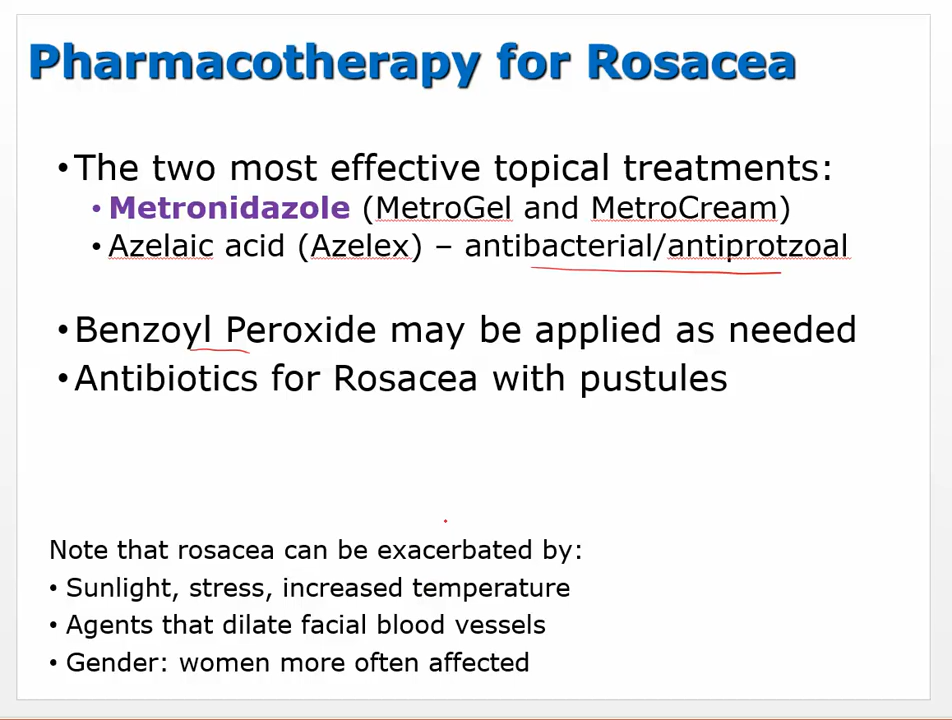 Pharmacotherapy for Rosacea
•The two most effective topical treatments:
• Metronidazole (MetroGel and MetroCream)
• Azelaic acid (Azelex) – antibacterial/antiprotzoal
•Benzoyl Peroxide may be applied as needed
•Antibiotics for Rosacea with pustules
Note that rosacea can be exacerbated by:
• Sunlight, stress, increased temperature
• Agents that dilate facial blood vessels
• Gender: women more often affected